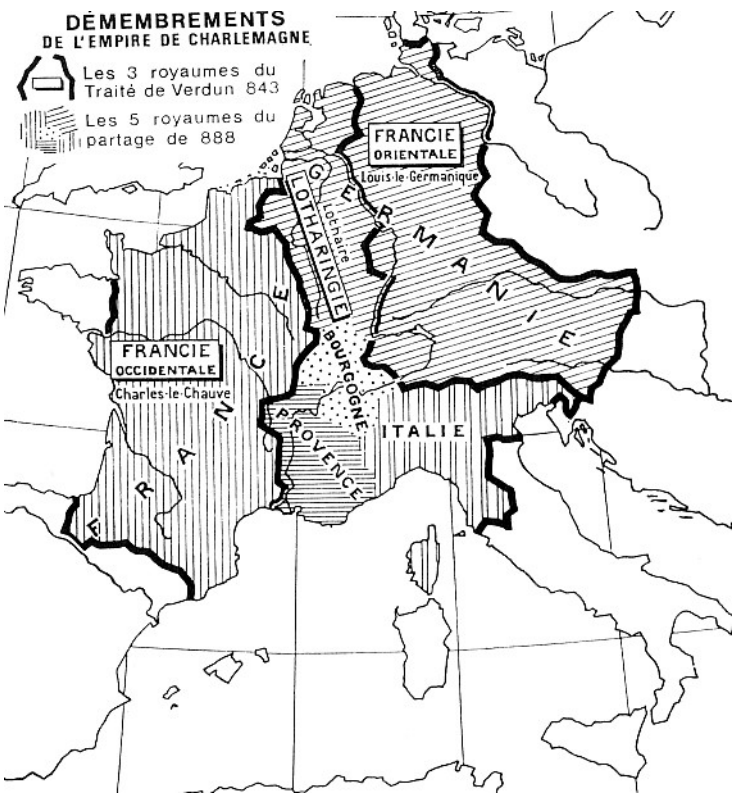 DÉMEMBREMENTS
DE L'EMPIRE DE CHARLEMAGNE
Les 3 royaumes du
Traité de Verdun 843
Les 5 royaumes du
partage de 888
FRANCIE
ORIENTALE
Louis-le-Germanique
GERMANIE
LOTHARINGIE
Lothaire
FRANCIE
OCCIDENTALE
Charles-le-Chauve
FRANCE
BOURGOGNE
PROVENCE
ITALIE